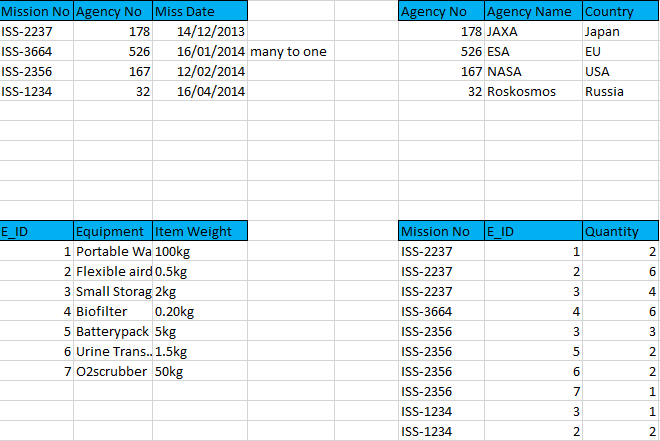 Mission No Agency No Miss Date Agency No Agency Name Country
ISS-2237 178 14/12/2013 178 JAXA Japan
ISS-3664 526 16/01/2014 many to one 526 ESA EU
ISS-2356 167 12/02/2014 167 NASA USA
ISS-1234 32 16/04/2014 32 Roskosmos Russia
E_ID Equipment Item Weight Mission No E_ID Quantity
1 Portable Wa 100kg ISS-2237 1 2
2 Flexible aird 0.5kg ISS-2237 2 6
3 Small Storag 2kg ISS-2237 3 4
4 Biofilter 0.20kg ISS-3664 4 6
5 Batterypack 5kg ISS-2356 3 3
6 Urine Trans.. 1.5kg ISS-2356 5 2
7 O2scrubber 50kg ISS-2356 6 2
ISS-2356 7 1
ISS-1234 3 1
ISS-1234 2 2